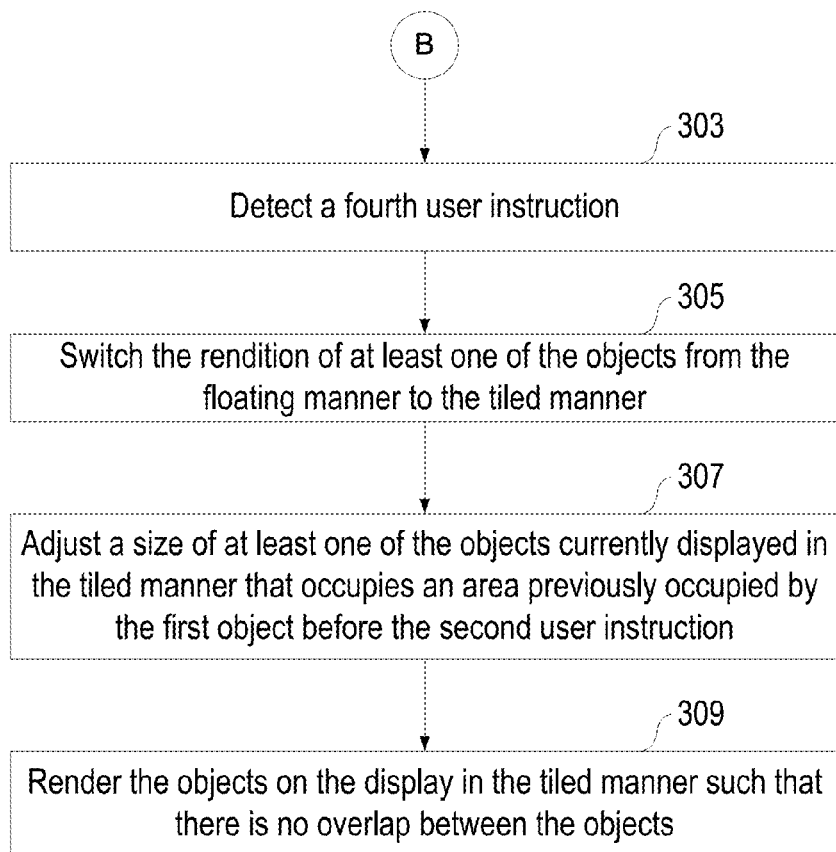 B
303
Detect a fourth user instruction
305
Switch the rendition of at least one of the objects from the
floating manner to the tiled manner
307
Adjust a size of at least one of the objects currently displayed in
the tiled manner that occupies an area previously occupied by
the first object before the second user instruction
309
Render the objects on the display in the tiled manner such that
there is no overlap between the objects